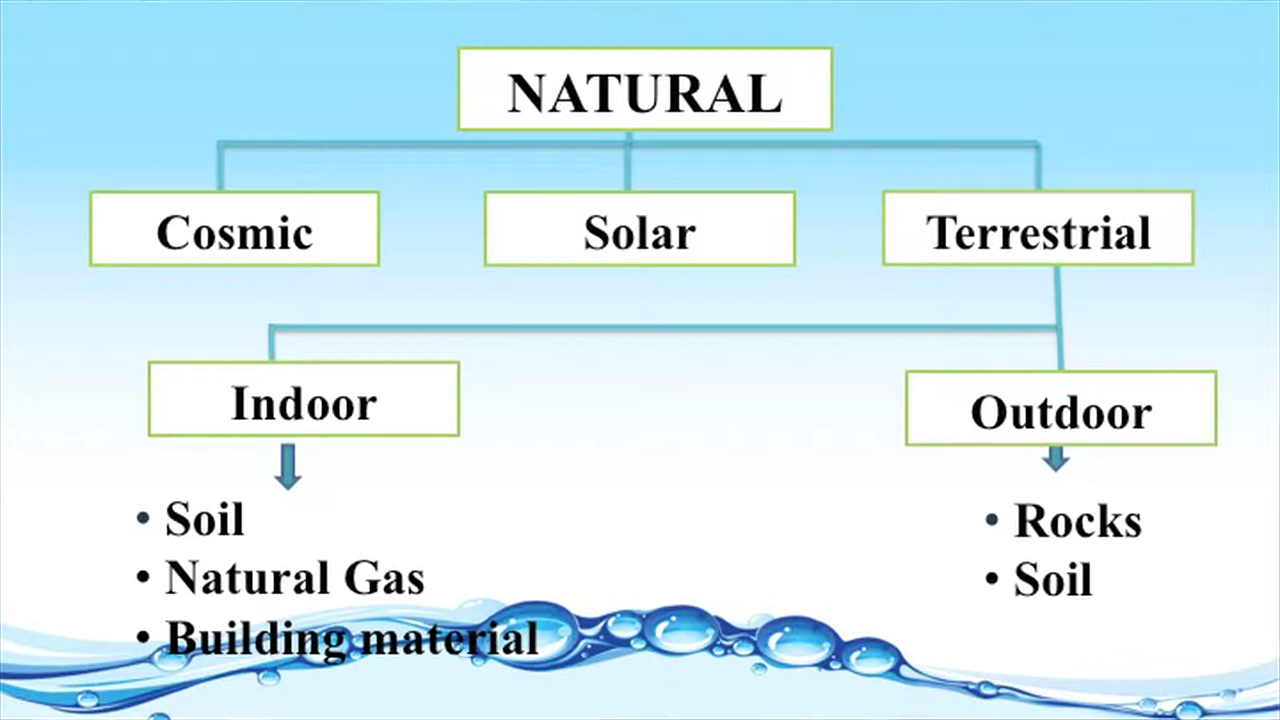 NATURAL
Cosmic
Solar
Terrestrial
Indoor
Outdoor
• Soil
• Natural Gas
• Building material
• Rocks
• Soil